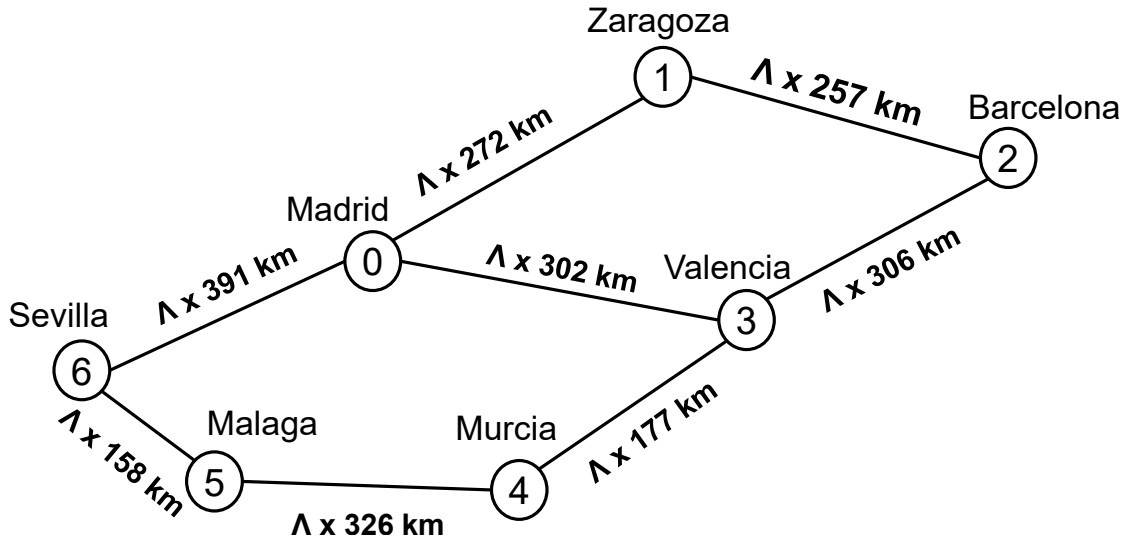 Zaragoza
1
Λ x 257 km
Barcelona
2
Λ x 272 km
Madrid
0
Λ x 302 km
Valencia
3
Λ x 306 km
Λ x 391 km
Sevilla
6
Λ x 158 km
Malaga
5
Λ x 326 km
Murcia
4
Λ x 177 km